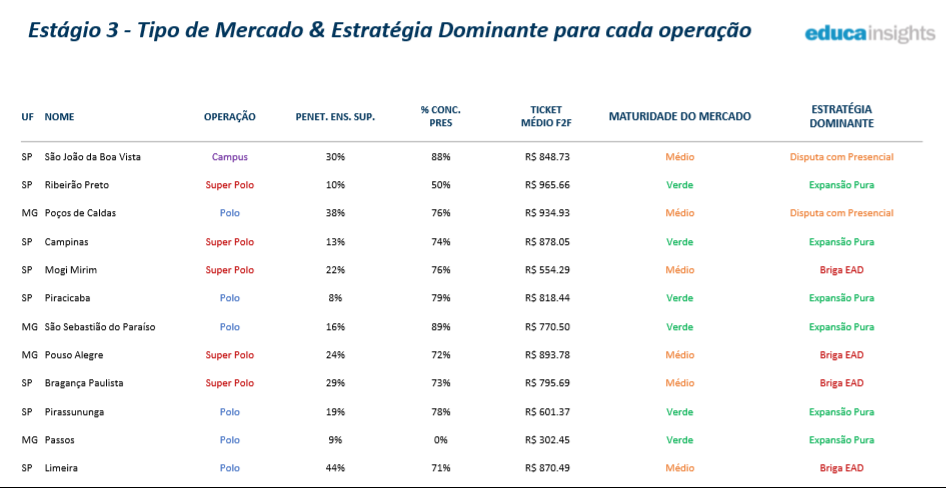 Estágio 3 - Tipo de Mercado & Estratégia Dominante para cada operação
educainsights
UF NOME OPERAÇÃO PENET. ENS. SUP. % CONC. PRES TICKET MÉDIO F2F MATURIDADE DO MERCADO ESTRATÉGIA DOMINANTE
SP São João da Boa Vista Campus 30% 88% R$ 848.73 Médio Disputa com Presencial
SP Ribeirão Preto Super Polo 10% 50% R$ 965.66 Verde Expansão Pura
MG Poços de Caldas Polo 38% 76% R$ 934.93 Médio Disputa com Presencial
SP Campinas Super Polo 13% 74% R$ 878.05 Verde Expansão Pura
SP Mogi Mirim Super Polo 22% 76% R$ 554.29 Médio Briga EAD
SP Piracicaba Polo 8% 79% R$ 818.44 Verde Expansão Pura
MG São Sebastião do Paraíso Polo 16% 89% R$ 770.50 Verde Expansão Pura
MG Pouso Alegre Super Polo 24% 72% R$ 893.78 Médio Briga EAD
SP Bragança Paulista Super Polo 29% 73% R$ 795.69 Médio Briga EAD
SP Pirassununga Polo 19% 78% R$ 601.37 Verde Expansão Pura
MG Passos Polo 9% 0% R$ 302.45 Verde Expansão Pura
SP Limeira Polo 44% 71% R$ 870.49 Médio Briga EAD